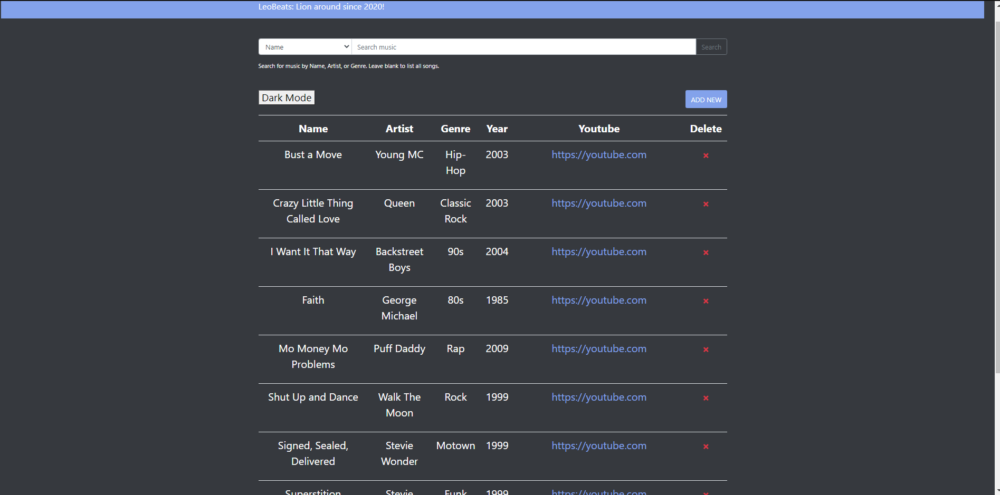 LeoBeats: Lion around since 2020!
Name Search music Search
Search for music by Name, Artist, or Genre. Leave blank to list all songs.
Dark Mode ADD NEW
Name Artist Genre Year Youtube Delete
Bust a Move Young MC Hip- 2003 https://youtube.com
Hop
Crazy Little Thing Queen Classic 2003 https://youtube.com
Called Love Rock
I Want It That Way Backstreet 90s 2004 https://youtube.com
Boys
Faith George 80s 1985 https://youtube.com
Michael
Mo Money Mo Puff Daddy Rap 2009 https://youtube.com
Problems
Shut Up and Dance Walk The Rock 1999 https://youtube.com
Moon
Signed, Sealed, Stevie Motown 1999 https://youtube.com
Delivered Wonder
Superstition Stevie Funk 1999 https://youtube.com